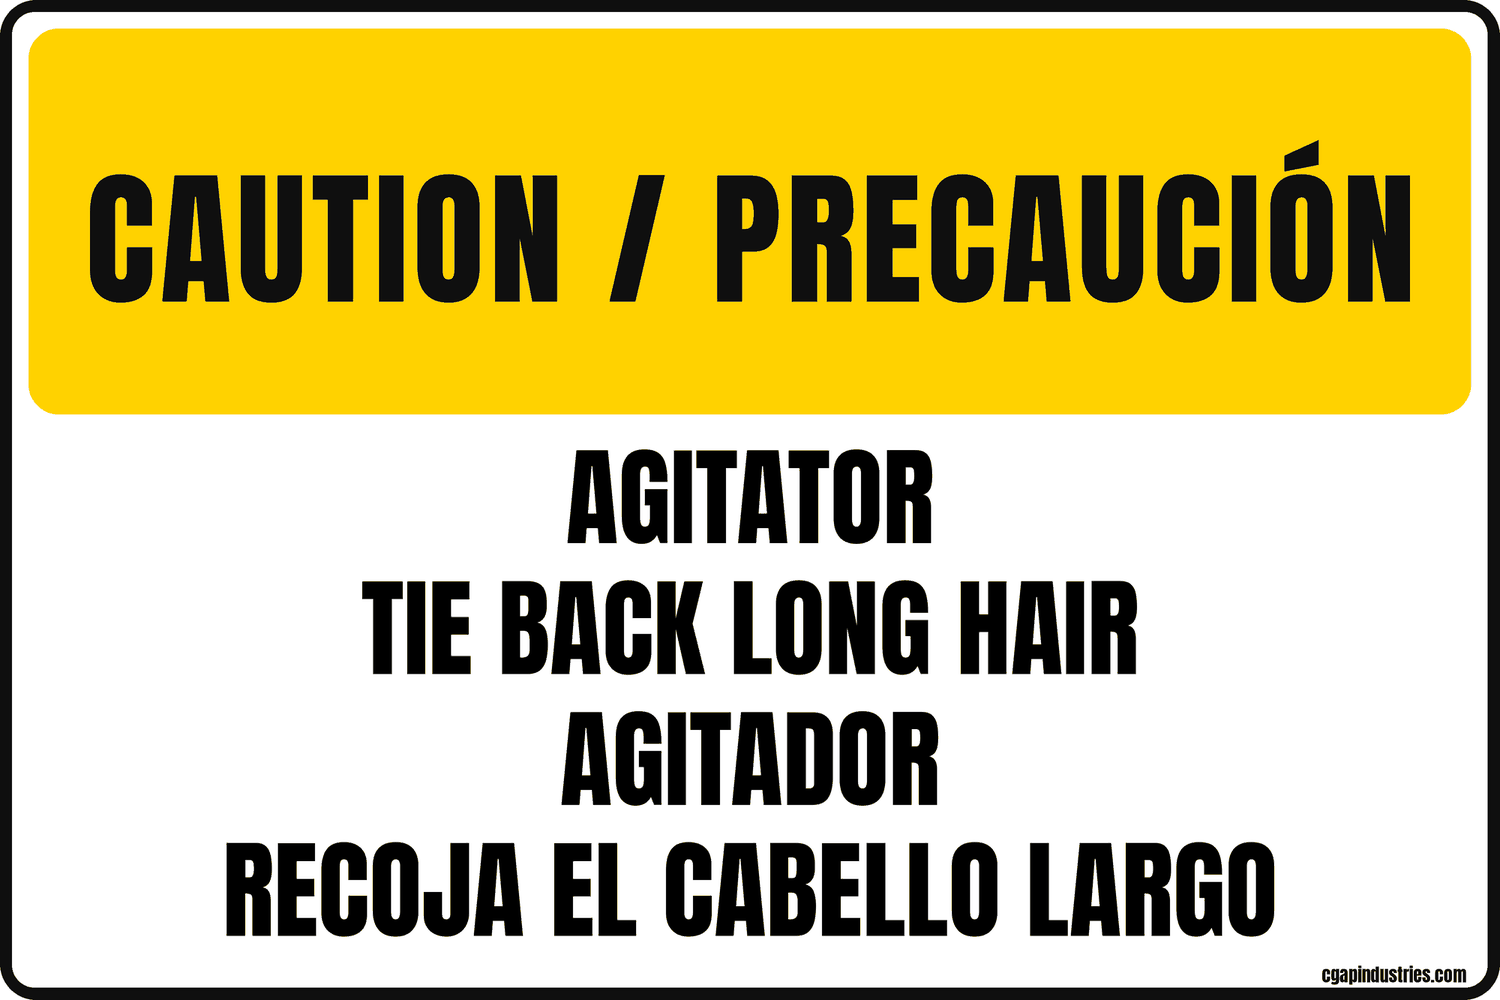 CAUTION / PRECAUCIÓN
AGITATOR
TIE BACK LONG HAIR
AGITADOR
RECOJA EL CABELLO LARGO
cgapindustries.com